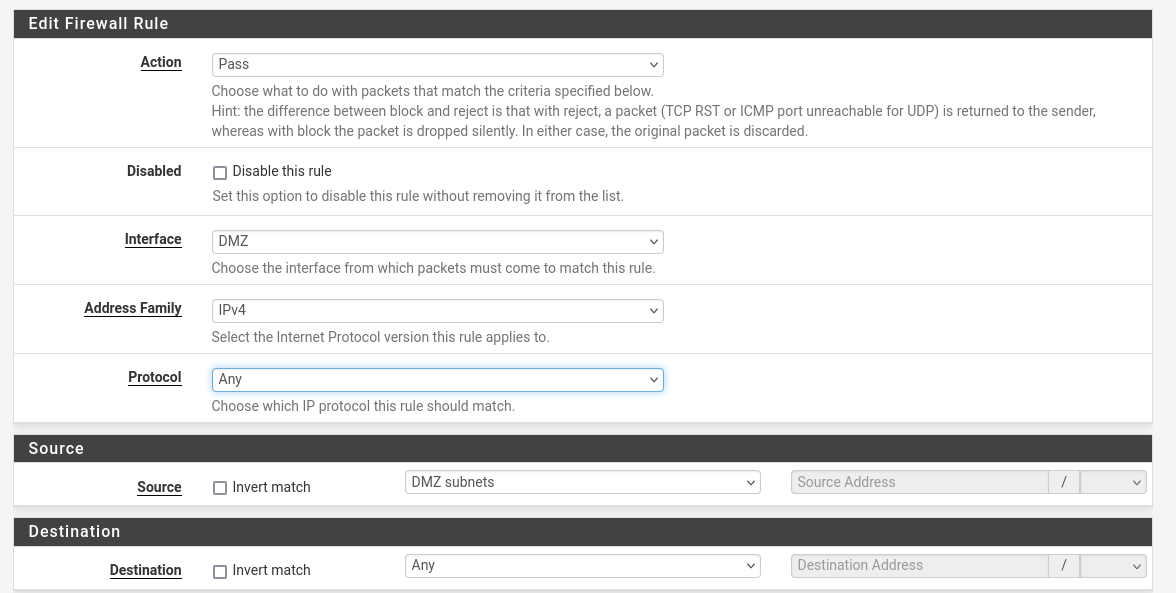 Edit Firewall Rule
Action
Pass
Choose what to do with packets that match the criteria specified below.
Hint: the difference between block and reject is that with reject, a packet (TCP RST or ICMP port unreachable for UDP) is returned to the sender,
whereas with block the packet is dropped silently. In either case, the original packet is discarded.
Disabled
Disable this rule
Set this option to disable this rule without removing it from the list.
Interface
DMZ
Choose the interface from which packets must come to match this rule.
Address Family
IPv4
Select the Internet Protocol version this rule applies to.
Protocol
Any
Choose which IP protocol this rule should match.
Source
Source
Invert match
DMZ subnets
Source Address
/
Destination
Destination
Invert match
Any
Destination Address
/